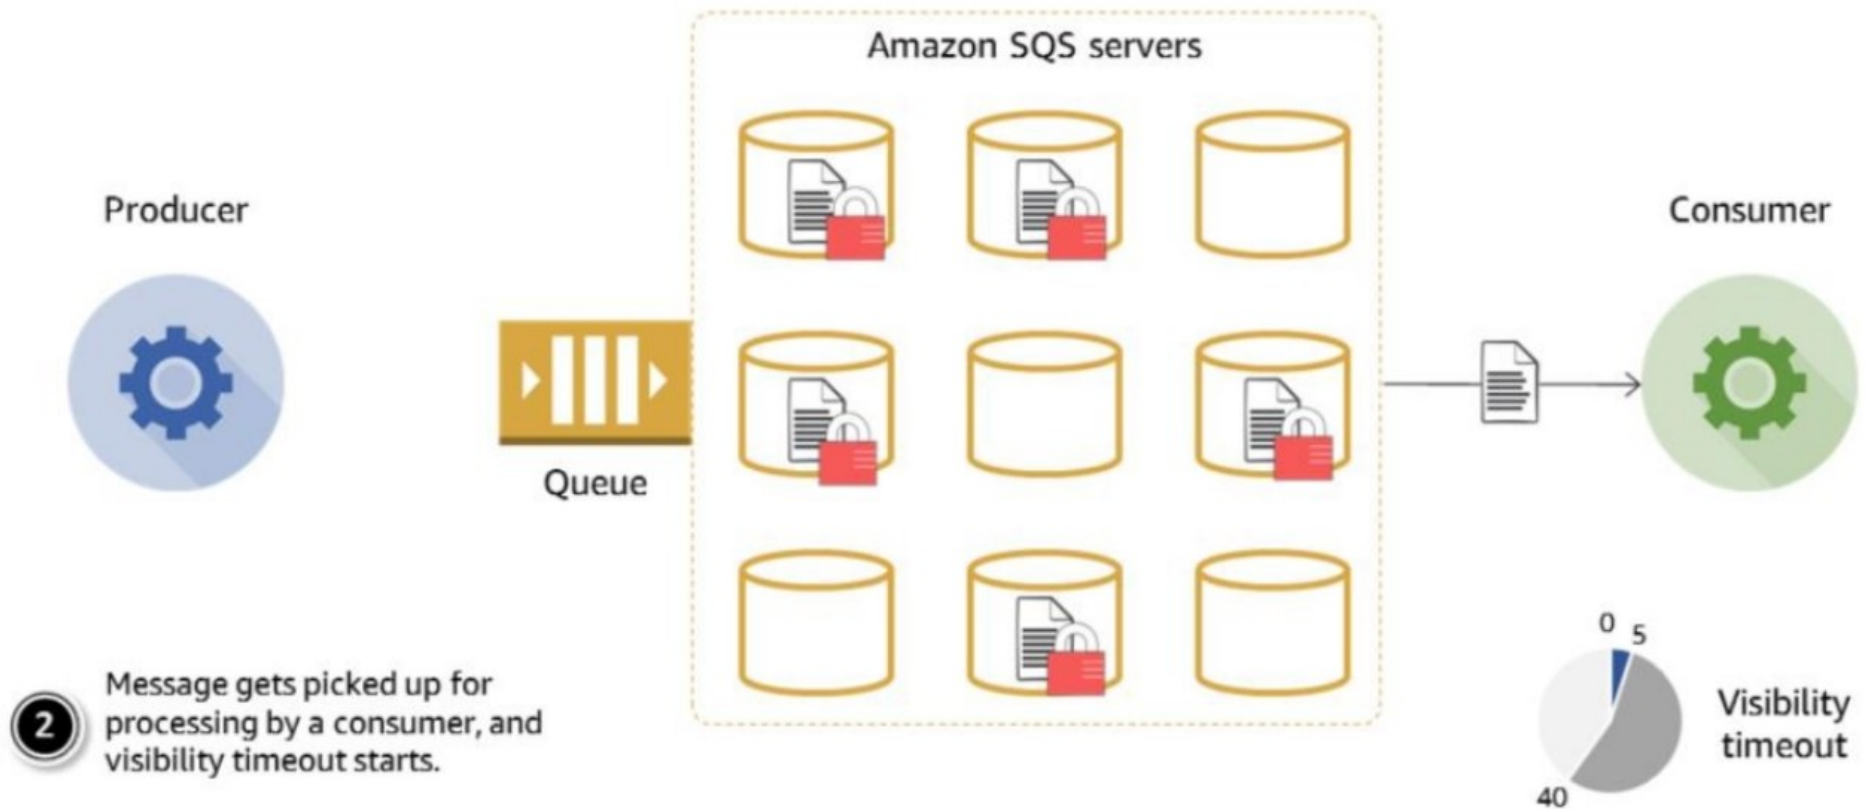 Amazon SQS servers
Producer
Consumer
Queue
2
Message gets picked up for
processing by a consumer, and
visibility timeout starts.
0
5
40
Visibility
timeout